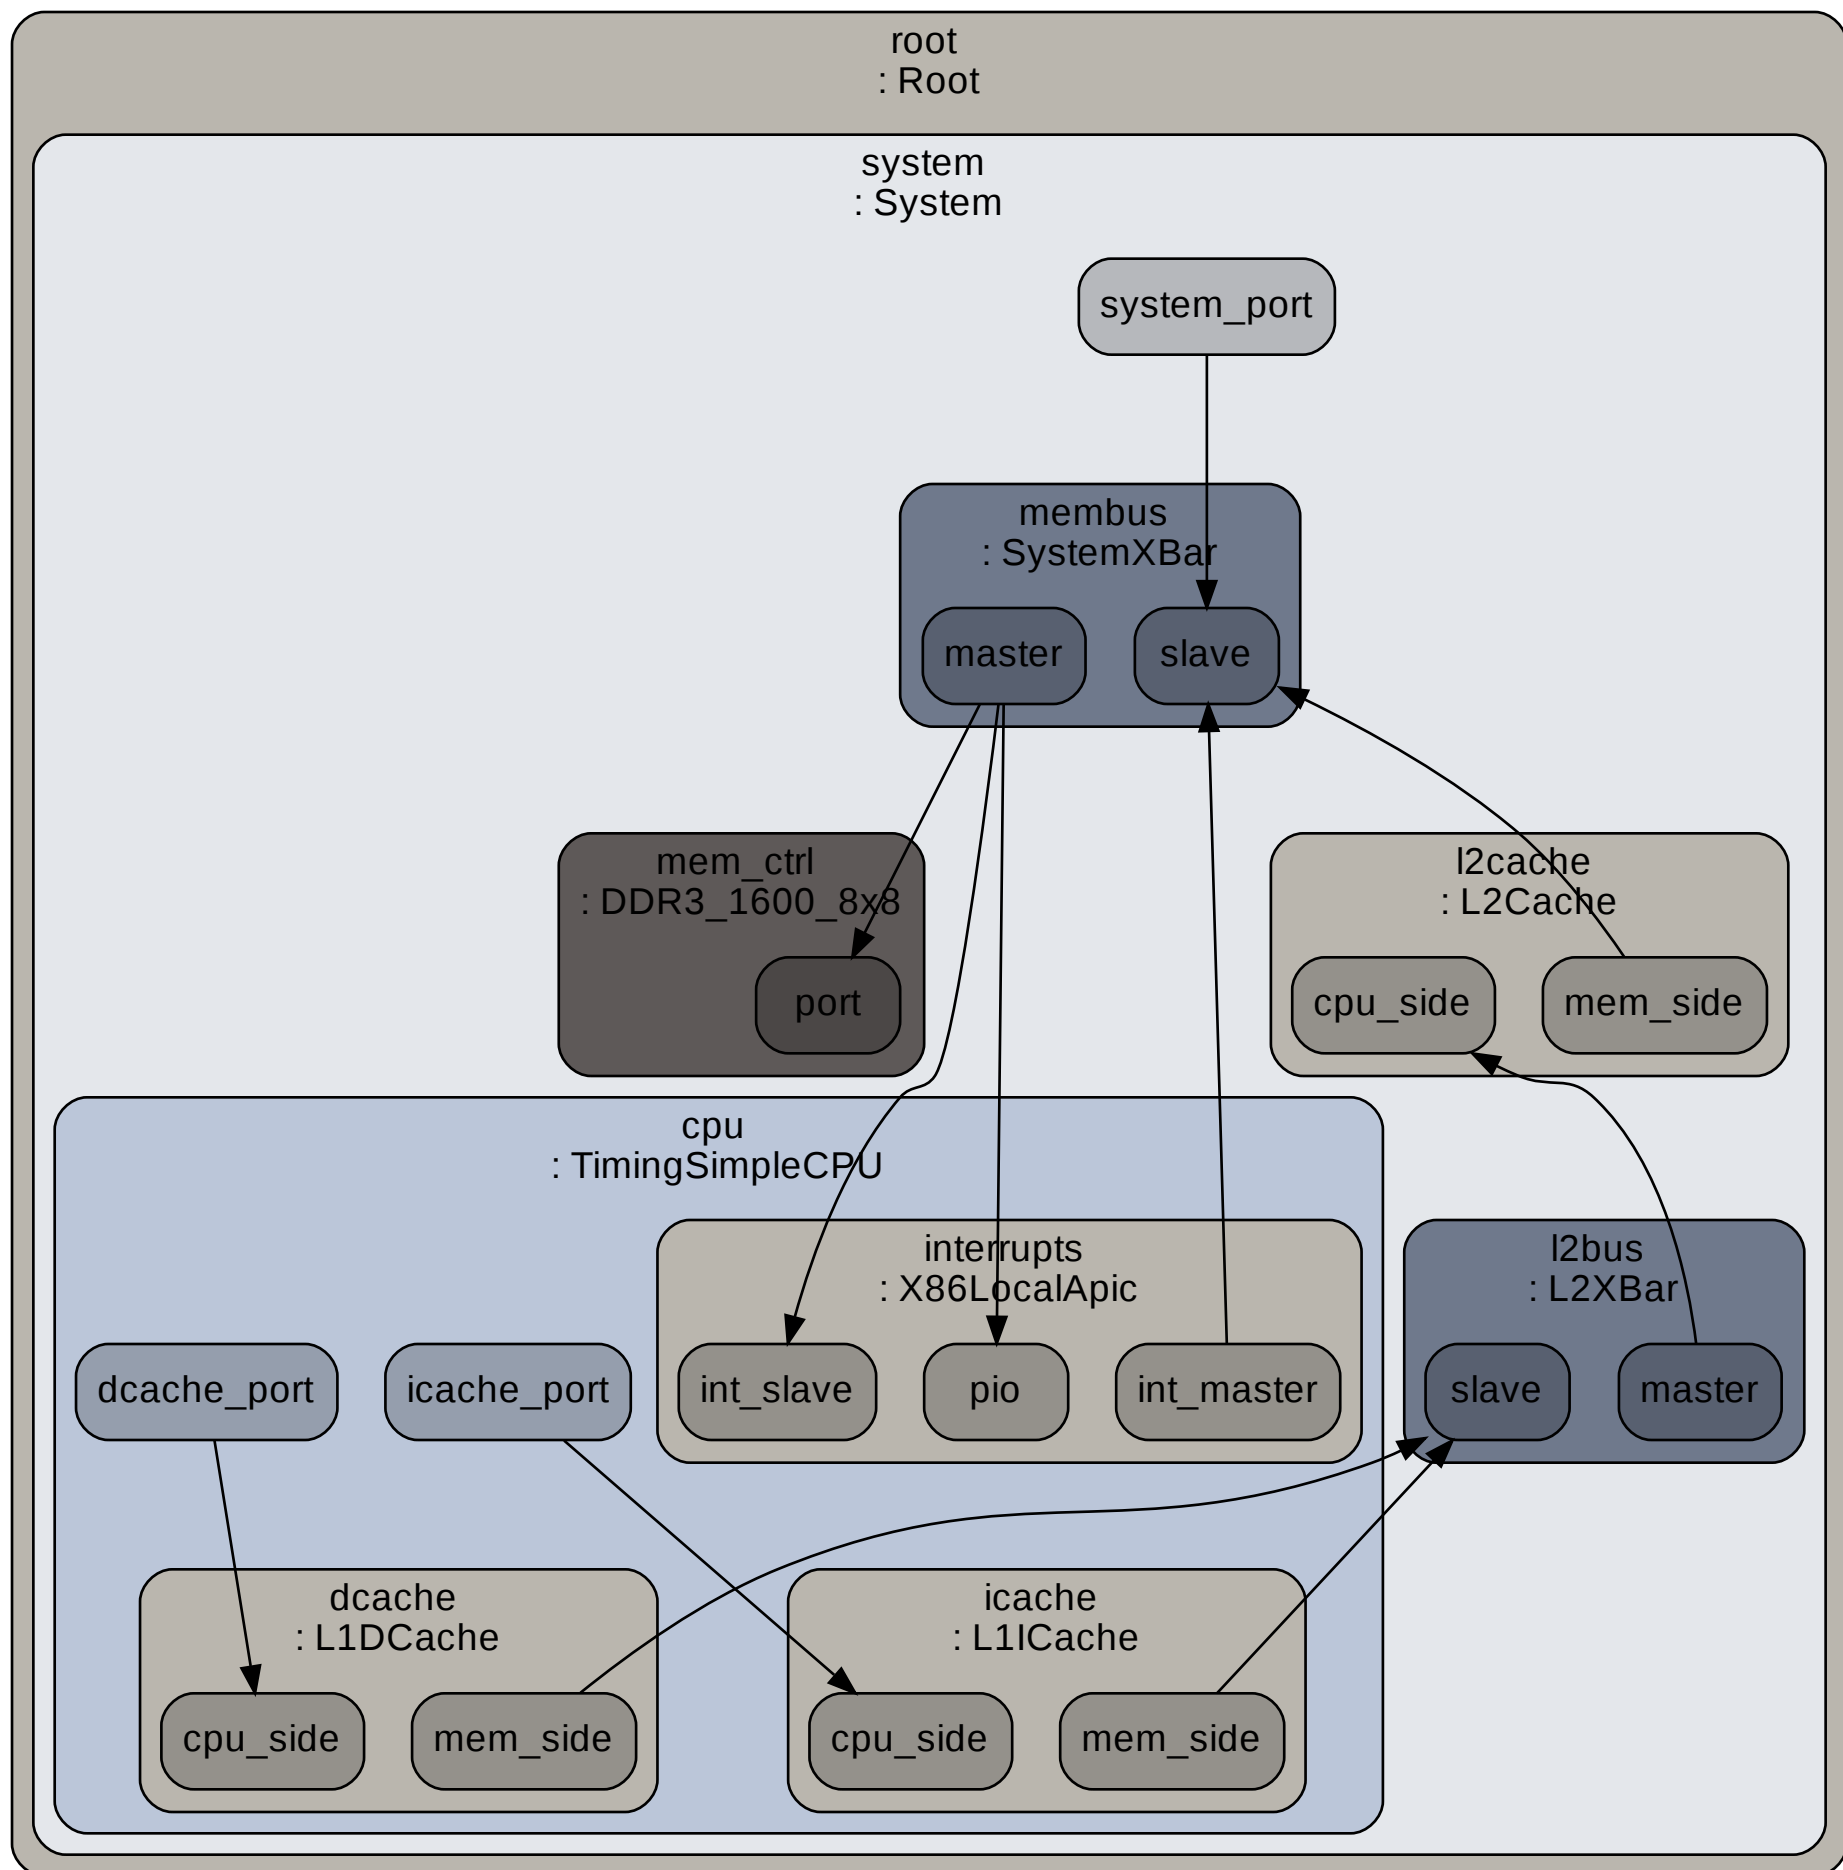 root
: Root
system
: System
system_port
membus
: SystemXBar
master
slave
mem_ctrl
: DDR3_1600_8x8
port
l2cache
: L2Cache
cpu_side
mem_side
cpu
: TimingSimpleCPU
interrupts
: X86LocalApic
int_slave
pio
int_master
l2bus
: L2XBar
slave
master
dcache_port
icache_port
dcache
: L1DCache
cpu_side
mem_side
icache
: L1ICache
cpu_side
mem_side